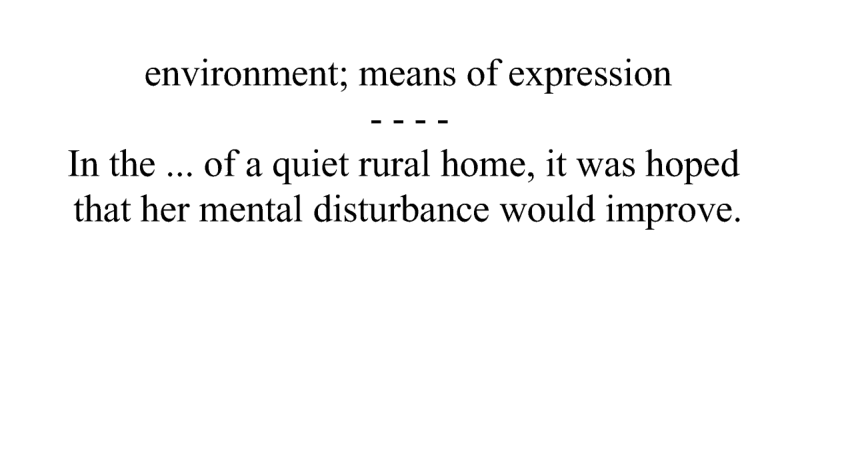 environment; means of expression
- - - -
In the ... of a quiet rural home, it was hoped
that her mental disturbance would improve.